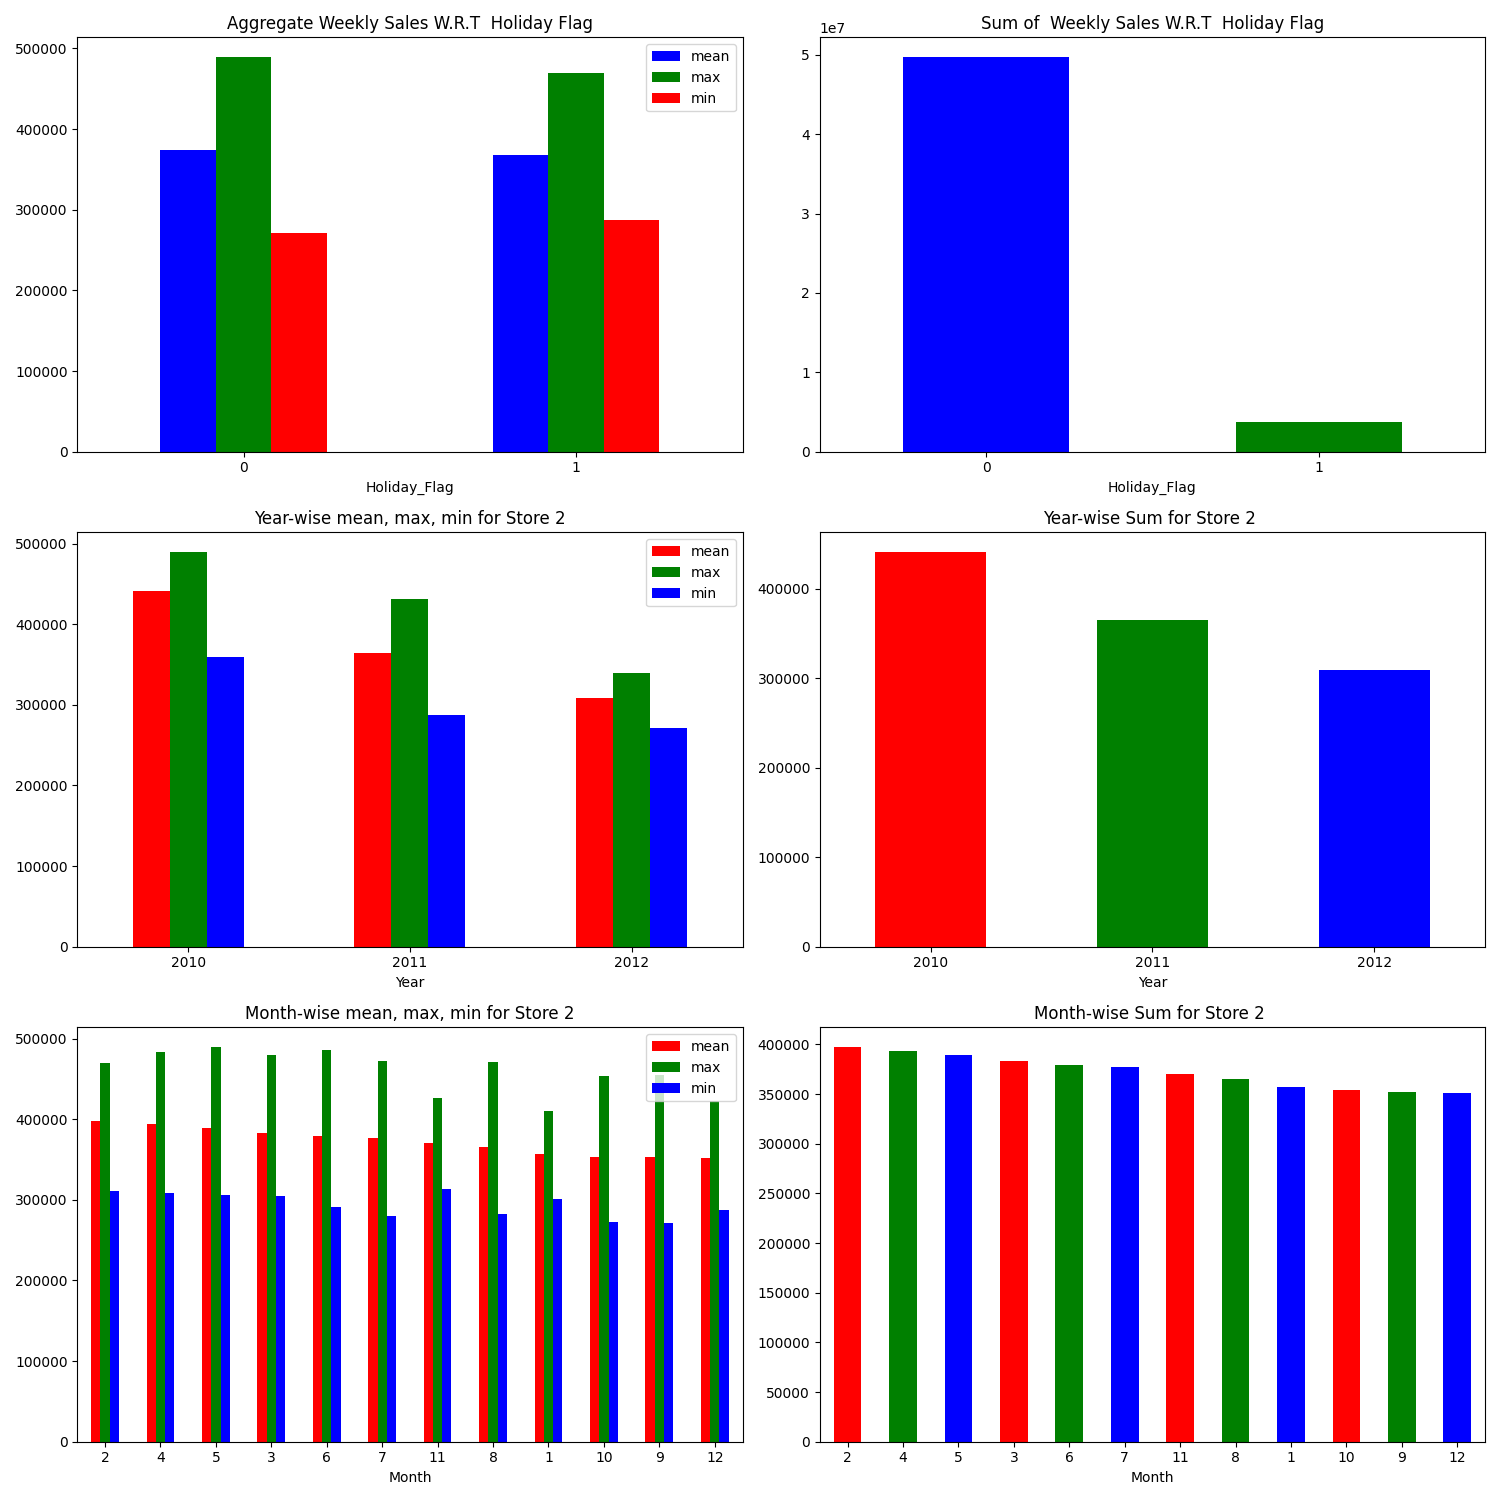 Aggregate Weekly Sales W.R.T  Holiday Flag
500000
400000
300000
200000
100000
0
mean
max
min
0 1
Holiday_Flag
Sum of  Weekly Sales W.R.T  Holiday Flag
1e7
5
4
3
2
1
0
0 1
Holiday_Flag
Year-wise mean, max, min for Store 2
500000
400000
300000
200000
100000
0
mean
max
min
2010 2011 2012
Year
Year-wise Sum for Store 2
400000
300000
200000
100000
0
2010 2011 2012
Year
Month-wise mean, max, min for Store 2
500000
400000
300000
200000
100000
0
mean
max
min
2 4 5 3 6 7 11 8 1 10 9 12
Month
Month-wise Sum for Store 2
400000
350000
300000
250000
200000
150000
100000
50000
0
2 4 5 3 6 7 11 8 1 10 9 12
Month